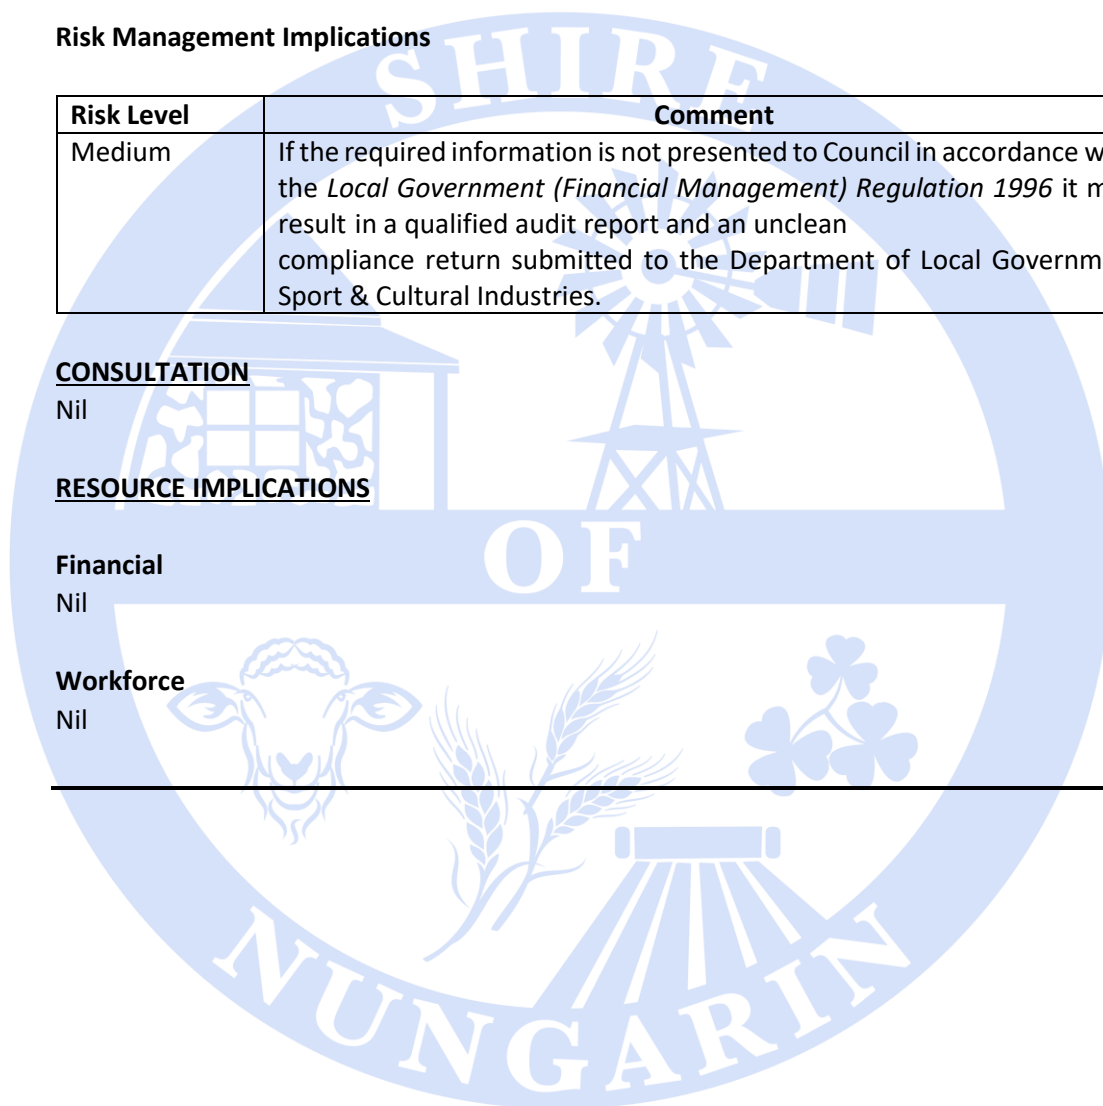 Risk Management Implications
Risk Level Comment
Medium If the required information is not presented to Council in accordance
the Local Government (Financial Management) Regulation 1996 it
result in a qualified audit report and an unclean
compliance return submitted to the Department of Local
Sport & Cultural Industries.
CONSULTATION
Nil
RESOURCE IMPLICATIONS
Financial
Nil
Workforce
Nil
SHIRE
OF
NUNGARIN